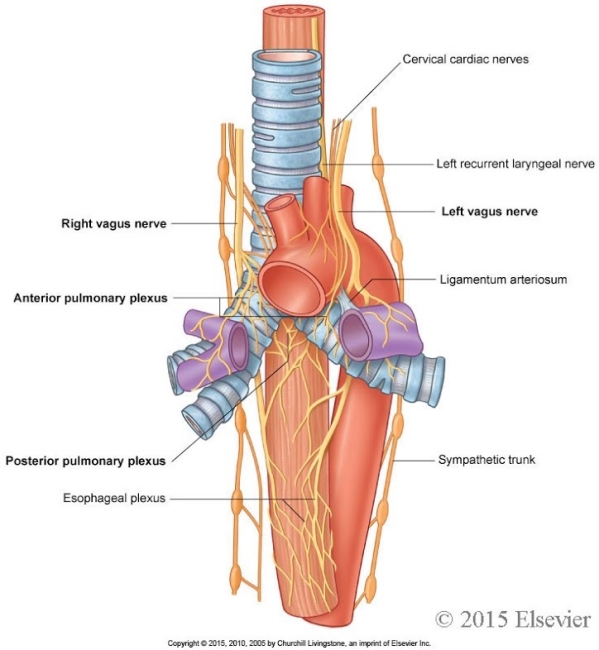 Cervical cardiac nerves
Left recurrent laryngeal nerve
Right vagus nerve
Left vagus nerve
Ligamentum arteriosum
Anterior pulmonary plexus
Posterior pulmonary plexus
Sympathetic trunk
Esophageal plexus
© 2015 Elsevier
Copyright © 2015, 2010, 2005 by Churchill Livingstone, an imprint of Elsevier Inc.